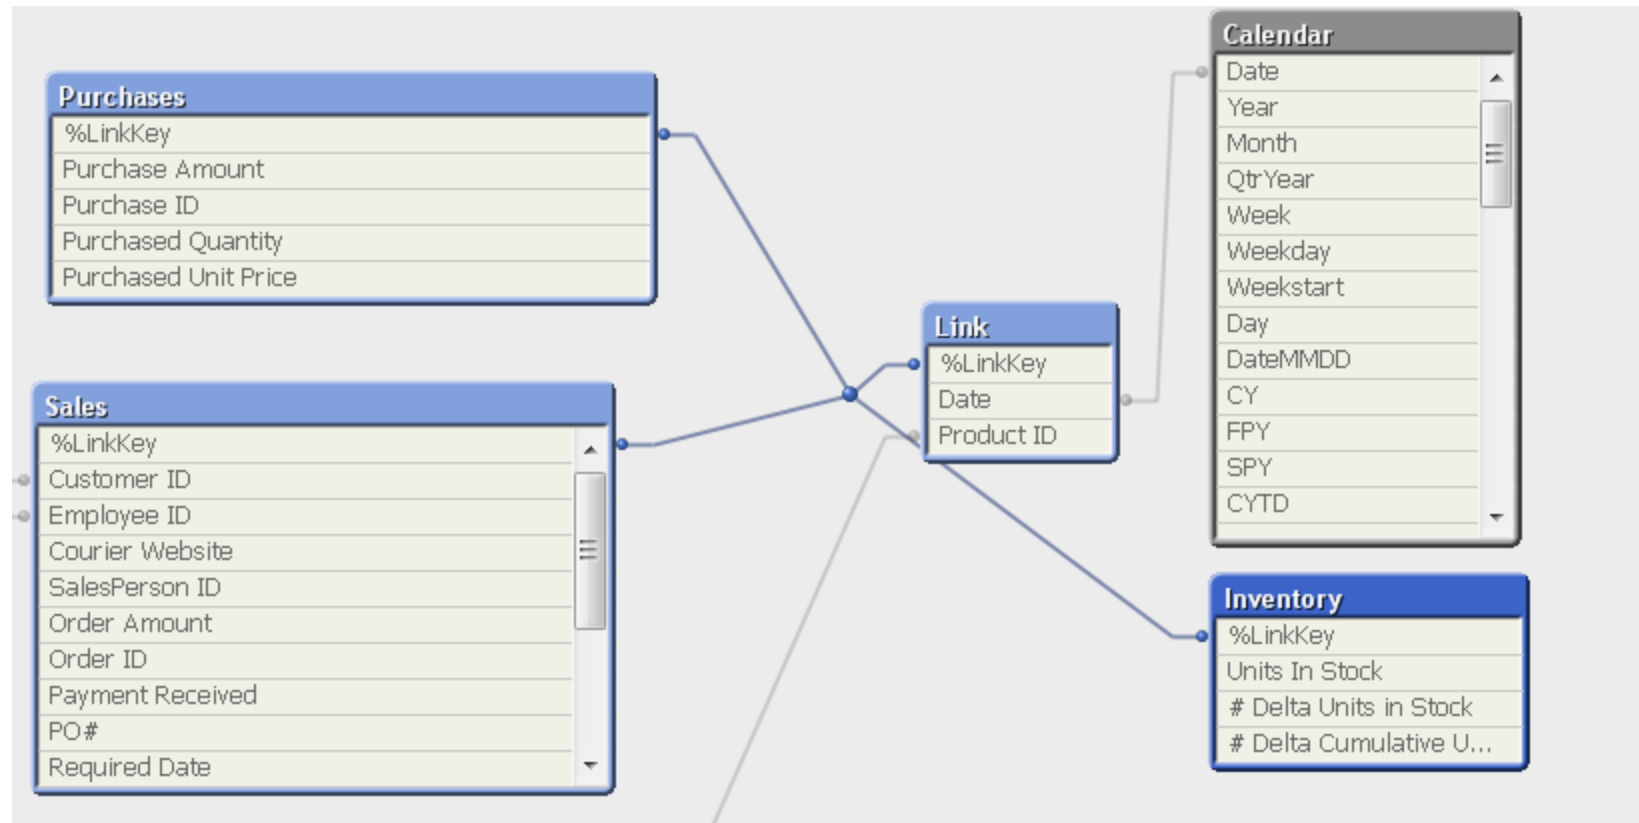 Purchases
%LinkKey
Purchase Amount
Purchase ID
Purchased Quantity
Purchased Unit Price
Sales
%LinkKey
Customer ID
Employee ID
Courier Website
SalesPerson ID
Order Amount
Order ID
Payment Received
PO#
Required Date
Link
%LinkKey
Date
Product ID
Calendar
Date
Year
Month
QtrYear
Week
Weekday
Weekstart
Day
DateMMDD
CY
FPY
SPY
CYTD
Inventory
%LinkKey
Units In Stock
# Delta Units in Stock
# Delta Cumulative U...